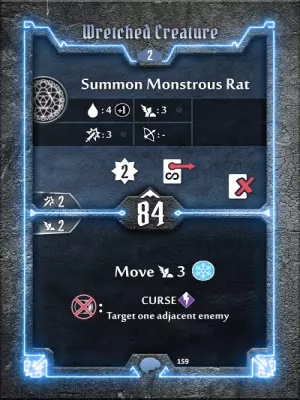 Wretched Creature
2
Summon Monstrous Rat
: 4 +1 : 3
: 3 : -
2
2
84
2
Move 3
: CURSE
Target one adjacent enemy
159